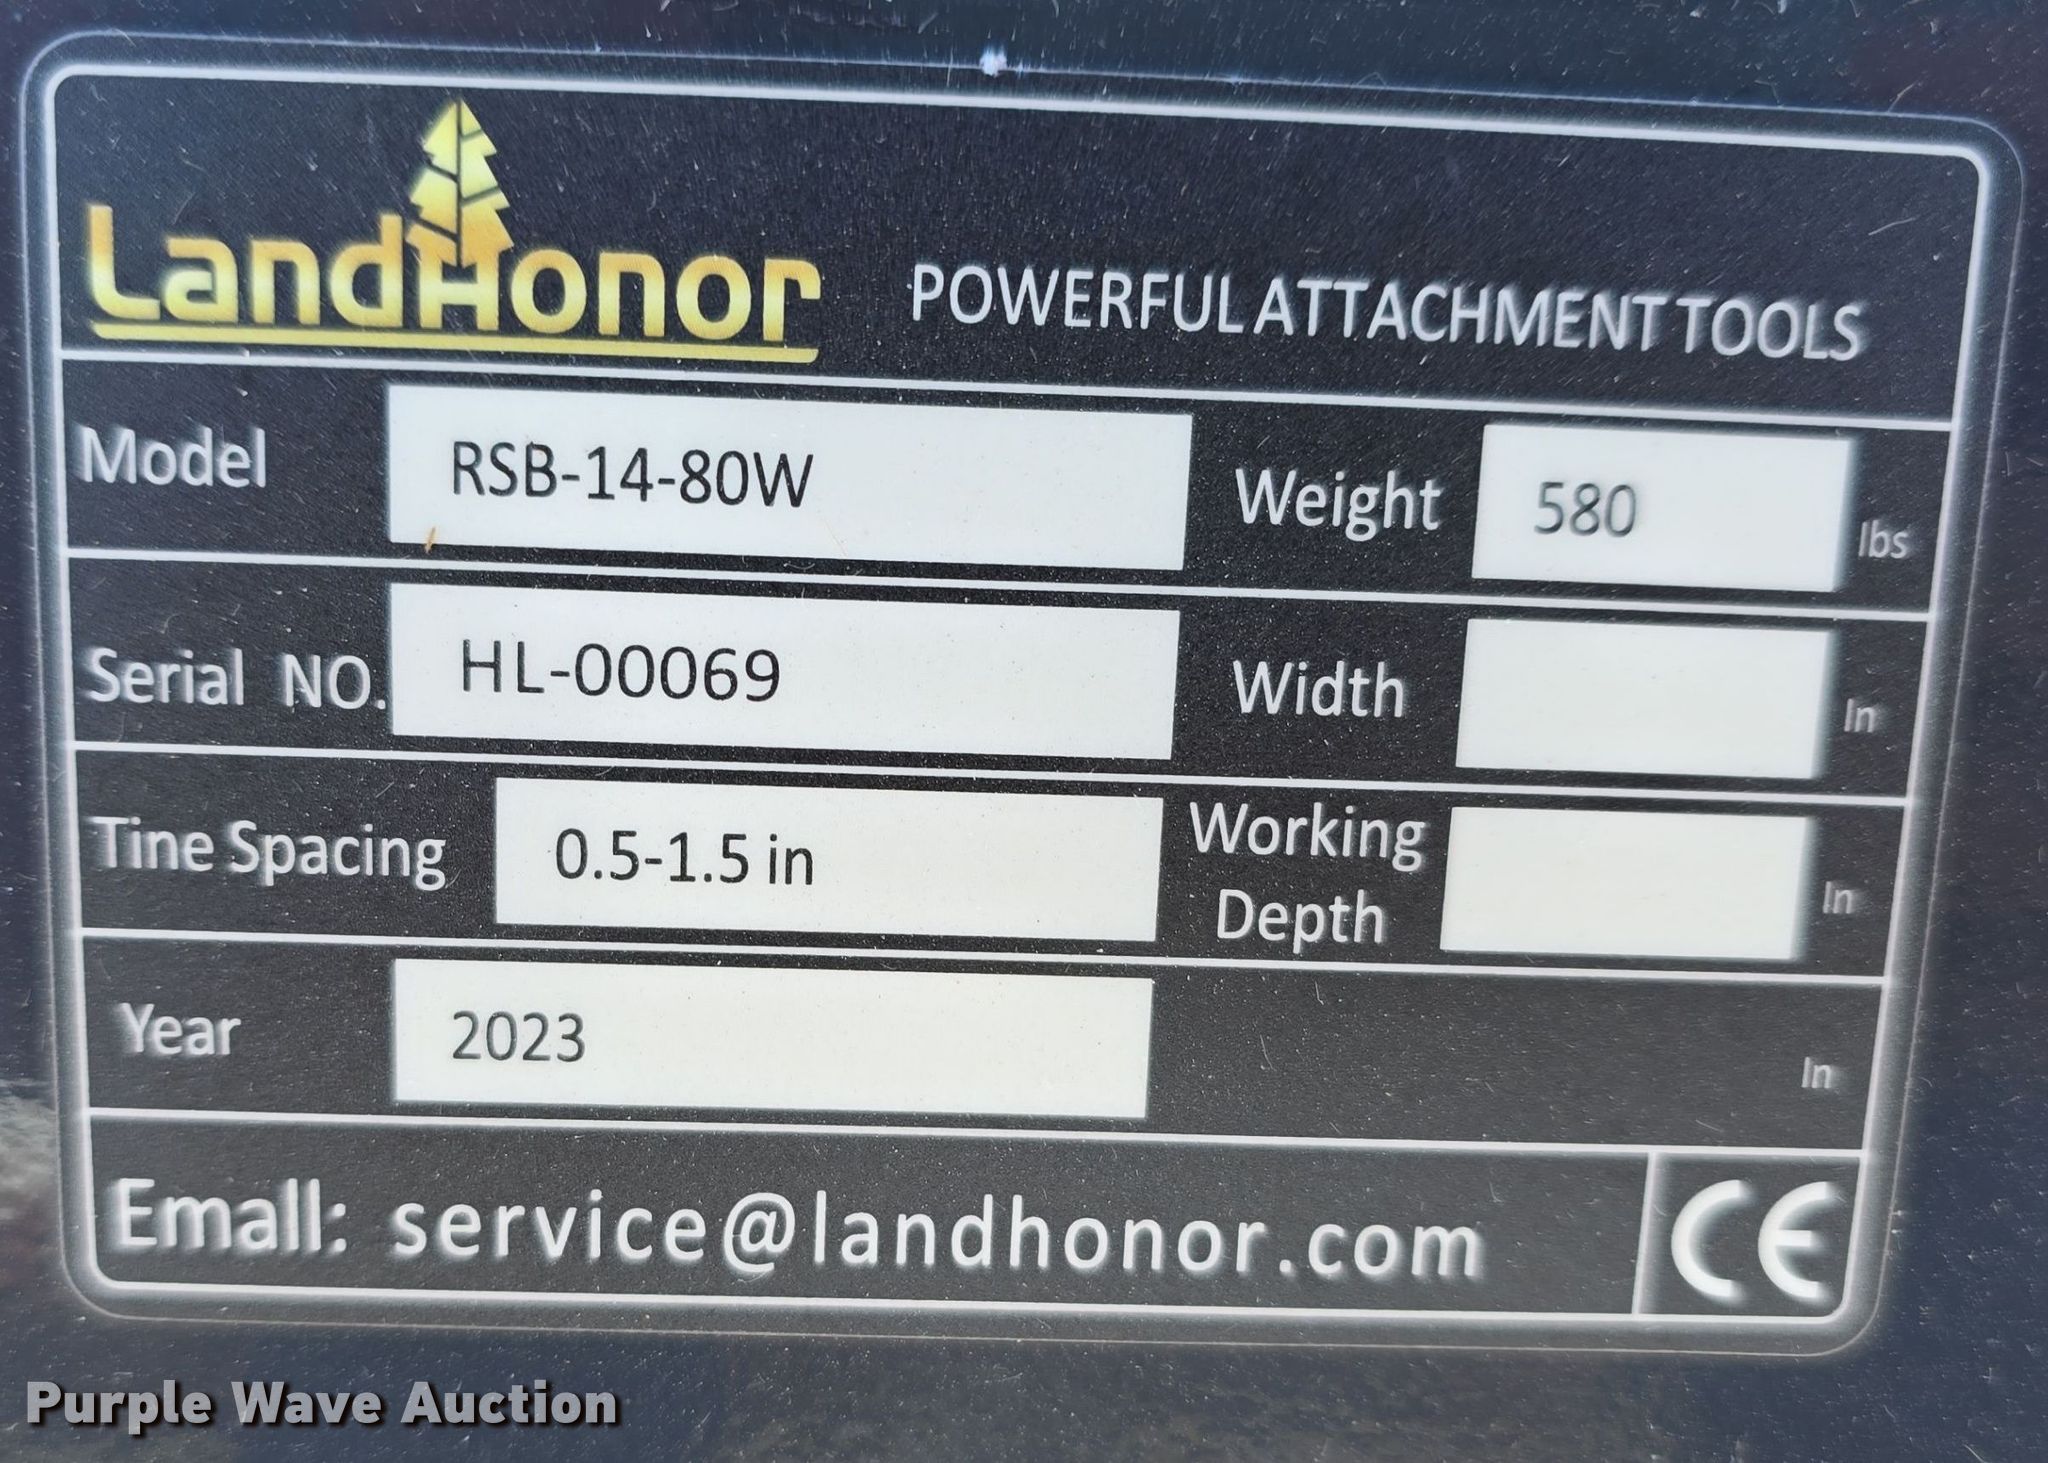 LandHonor POWERFUL ATTACHMENT TOOLS
Model RSB-14-80W Weight 580 lbs
Serial NO. HL-00069 Width In
Tine Spacing 0.5-1.5 in Working Depth In
Year 2023 In
Emall: service@landhonor.com CE
Purple Wave Auction